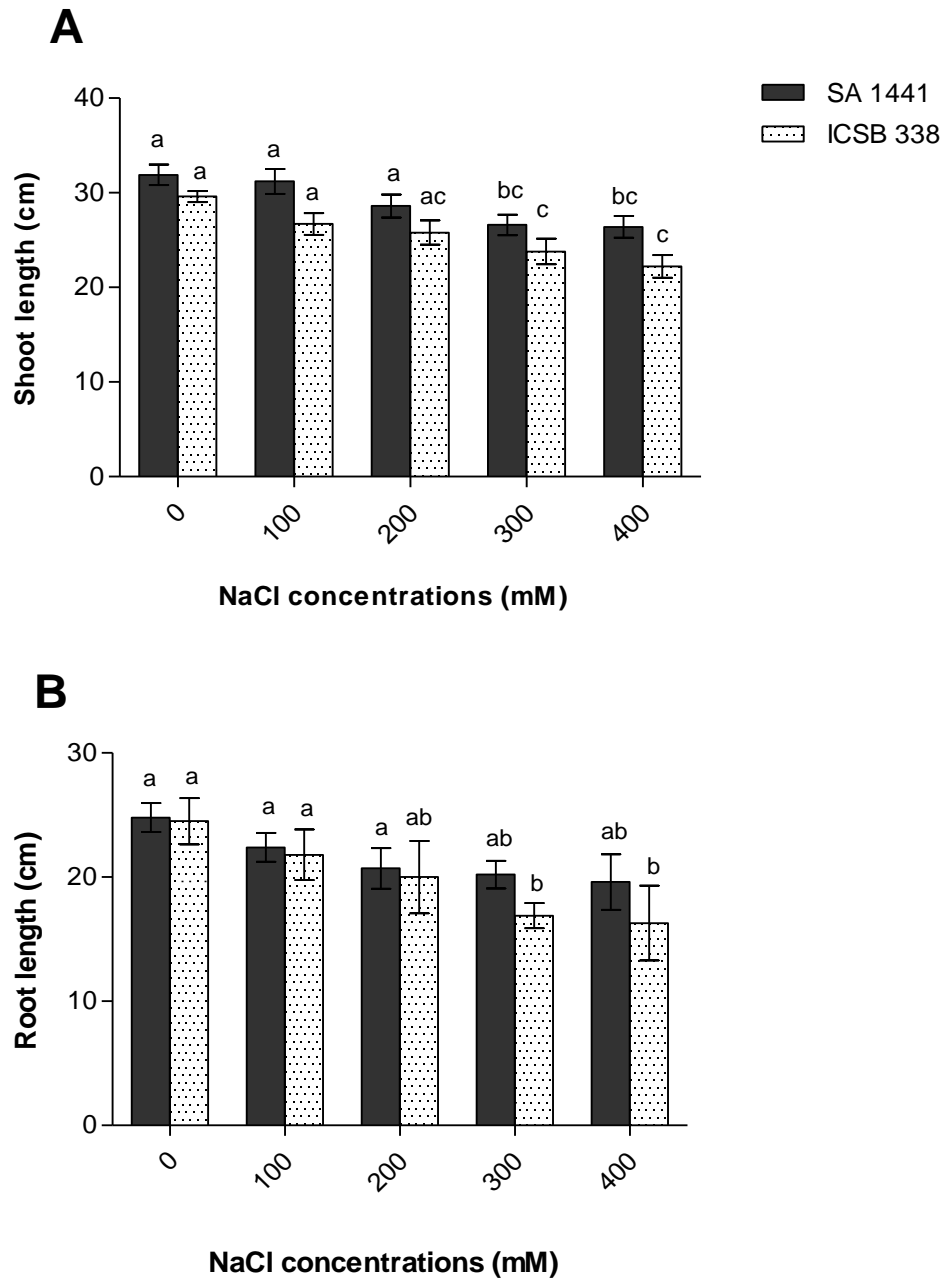 A
SA 1441
ICSB 338
Shoot length (cm)
40
30
20
10
0
a
a
a
a
a
ac
bc
c
bc
c
0
100
200
300
400
NaCl concentrations (mM)
B
Root length (cm)
30
20
10
0
a
a
a
a
a
ab
ab
b
ab
b
0
100
200
300
400
NaCl concentrations (mM)